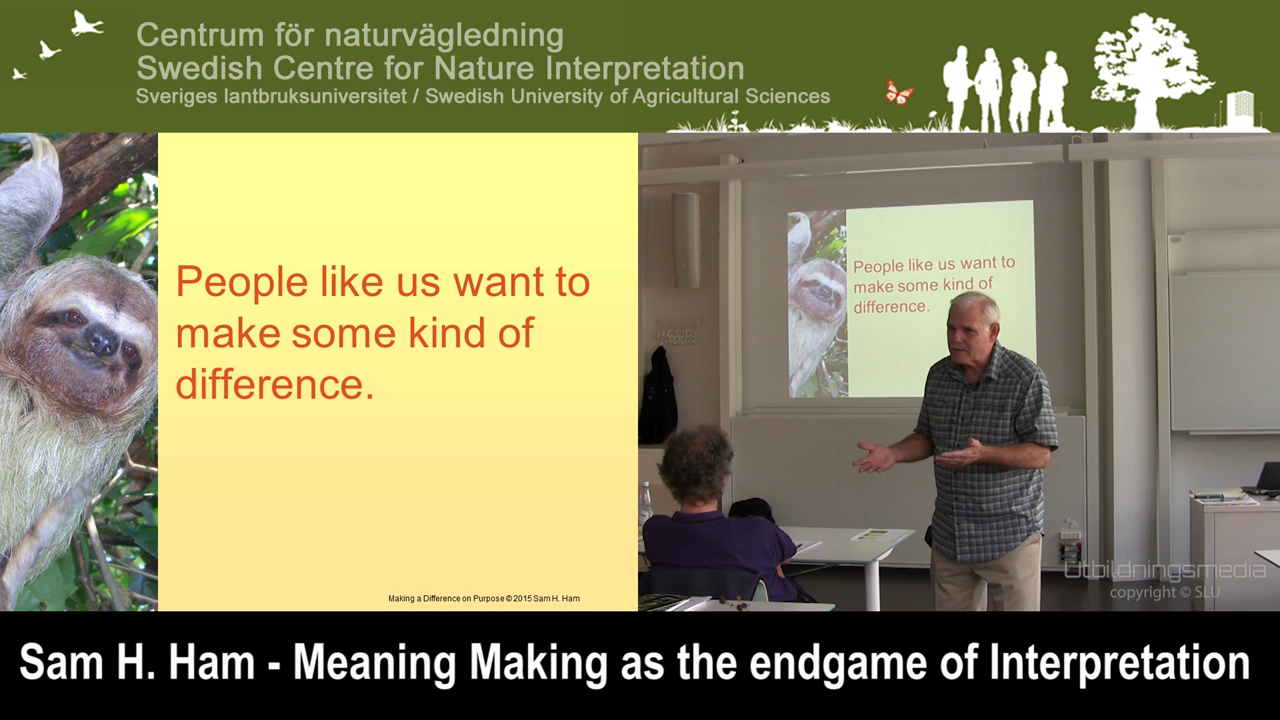 Centrum för naturvägledning
Swedish Centre for Nature Interpretation
Sveriges lantbruksuniversitet / Swedish University of Agricultural Sciences
People like us want to
make some kind of
difference.
Making a Difference on Purpose © 2015 Sam H. Ham
People like us want to
make some kind of
difference.
Utbildningsmedia
copyright © SLU
Sam H. Ham - Meaning Making as the endgame of Interpretation